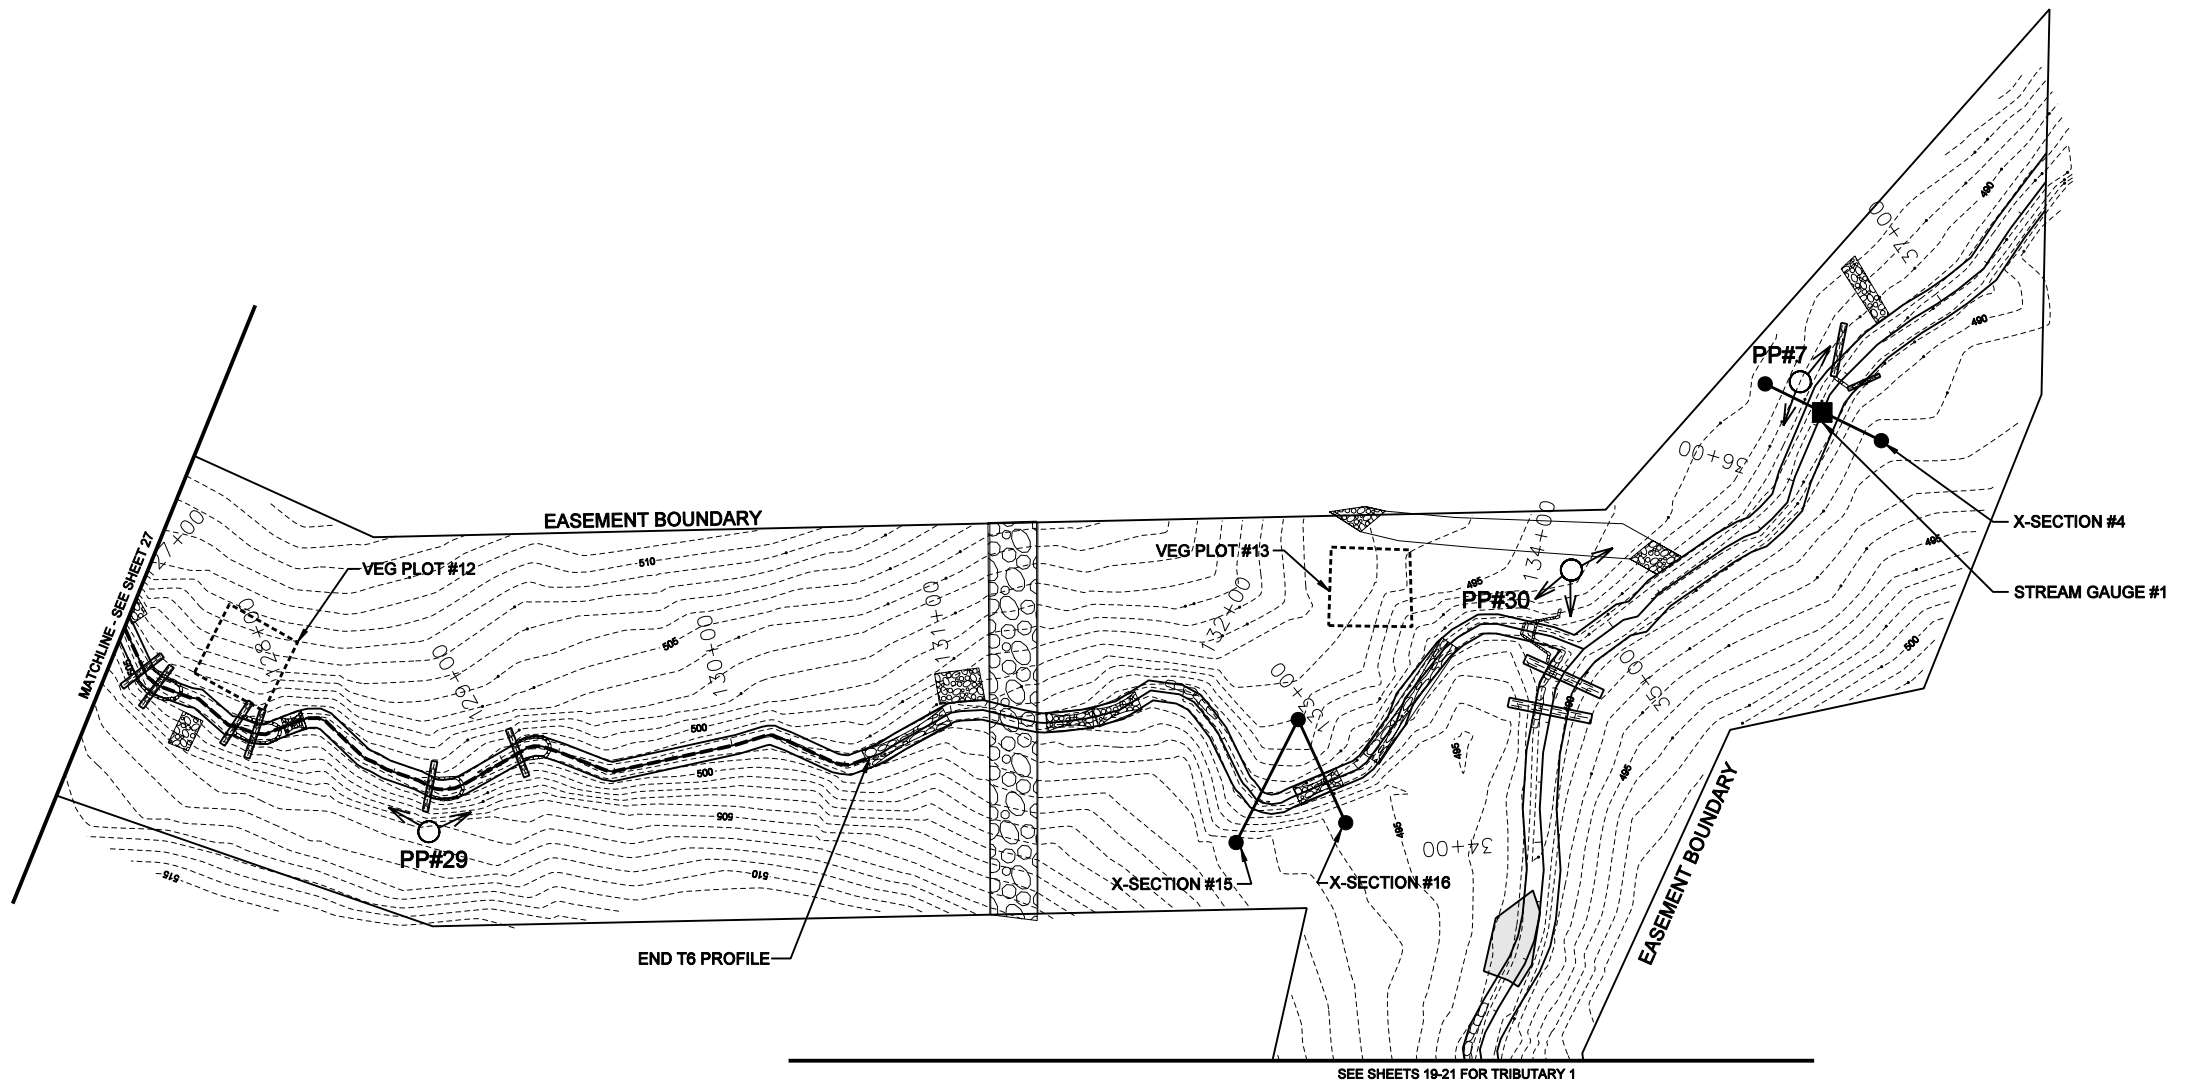 490
37+00
490
PP#7
36+00
X-SECTION #4
EASEMENT BOUNDARY
134+00
27+00
495
VEG PLOT #13
510
VEG PLOT #12
495
STREAM GAUGE #1
PP#30
MATCHLINE - SEE SHEET 27
128+00
131+00
132+00
505
500
129+00
130+00
35+00
133+00
500
490
500
495
495
505
495
34+00
PP#29
EASEMENT BOUNDARY
515
510
X-SECTION #15
X-SECTION #16
END T6 PROFILE
SEE SHEETS 19-21 FOR TRIBUTARY 1